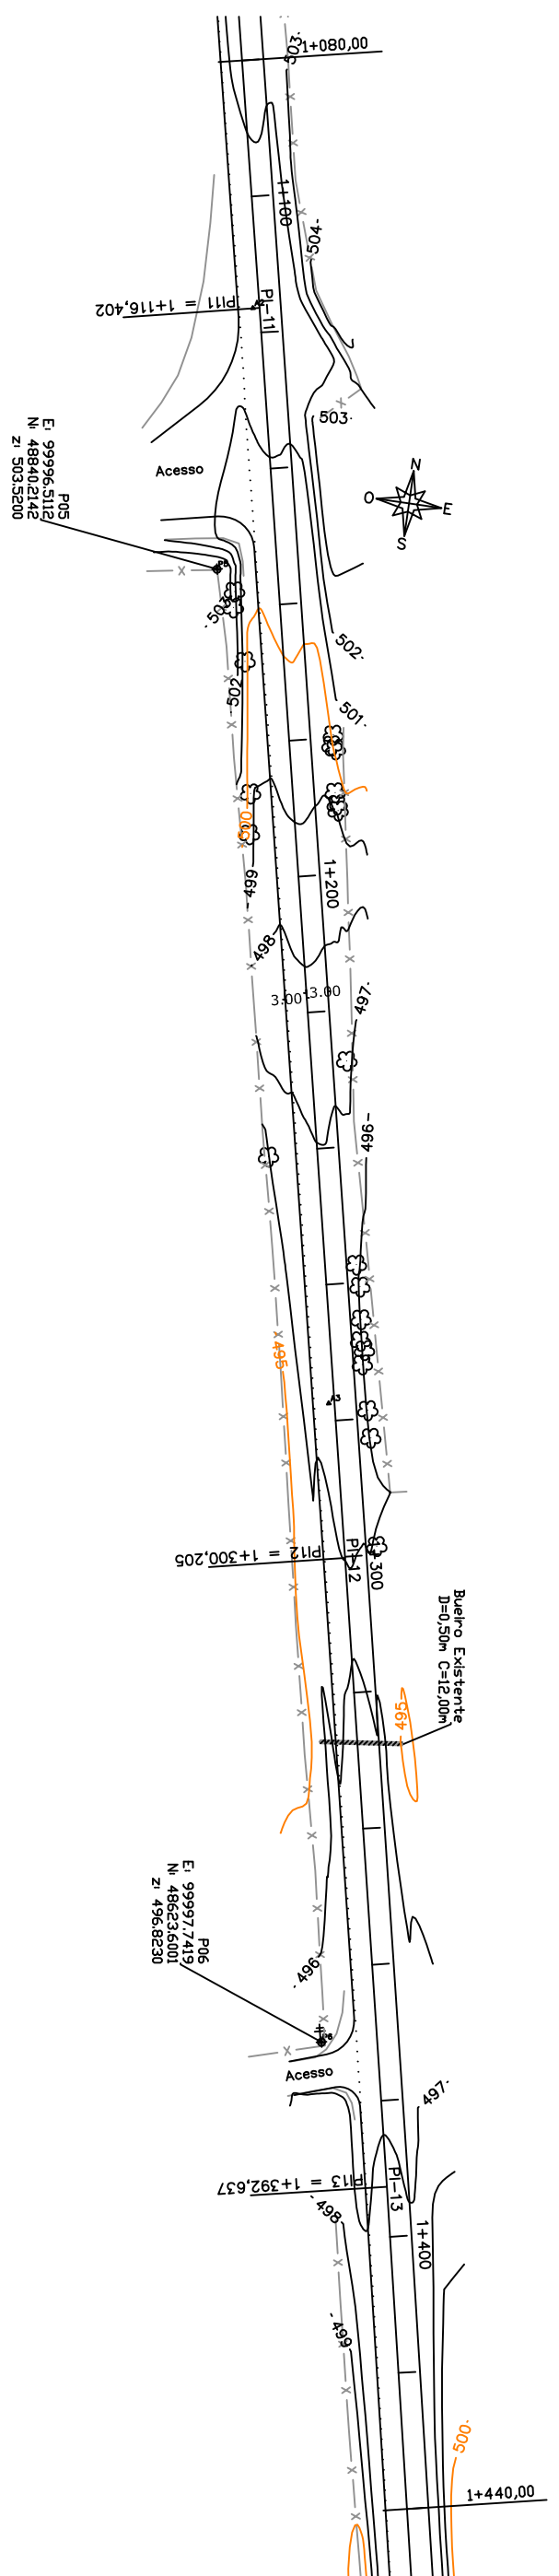 1+080,00
503
1+100
504
PI-11
PI11 = 1+116,402
503
Acesso
N
O
E
S
P05
E: 99996.5112
N: 48840.2142
z: 503.5200
P5
503
502
502
501
500
499
1+200
498
3.00
3.00
497
496
495
A3
PI12 = 1+300,205
PI-12
1+300
Bueiro Existente
D=0,50m C=12,00m
495
P06
E: 99997.7419
N: 48623.6001
z: 496.8230
496
P6
Acesso
497
PI13 = 1+392,637
PI-13
498
1+400
499
500
1+440,00